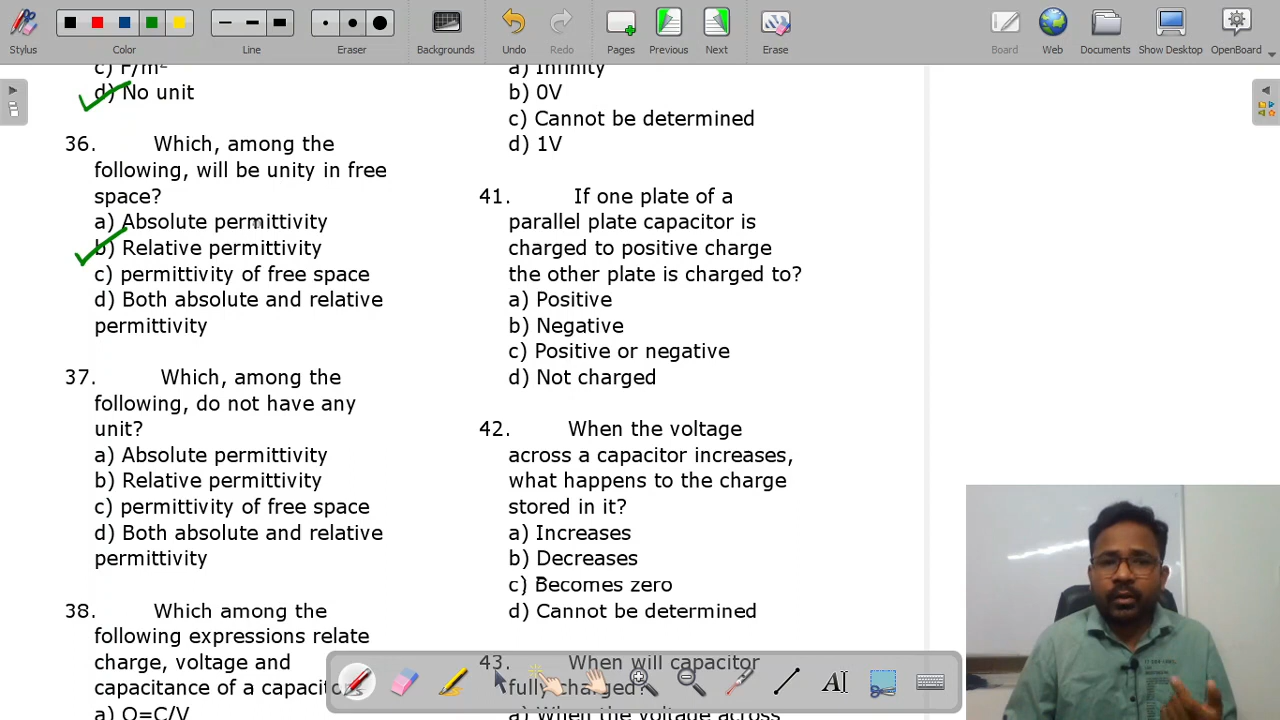 Stylus
Color
Line
Eraser
Backgrounds
Undo
Redo
Pages
Previous
Next
Erase
Board
Web
Documents
Show Desktop
OpenBoard
c) F/m²
d) No unit
36. Which, among the
following, will be unity in free
space?
a) Absolute permittivity
b) Relative permittivity
c) permittivity of free space
d) Both absolute and relative
permittivity
37. Which, among the
following, do not have any
unit?
a) Absolute permittivity
b) Relative permittivity
c) permittivity of free space
d) Both absolute and relative
permittivity
38. Which among the
following expressions relate
charge, voltage and
capacitance of a
a) Q=C/V
a) Infinity
b) 0V
c) Cannot be determined
d) 1V
41. If one plate of a
parallel plate capacitor is
charged to positive charge
the other plate is charged to?
a) Positive
b) Negative
c) Positive or negative
d) Not charged
42. When the voltage
across a capacitor increases,
what happens to the charge
stored in it?
a) Increases
b) Decreases
c) Becomes zero
d) Cannot be determined
43. When will capacitor
fully charged?
a) When the voltage across